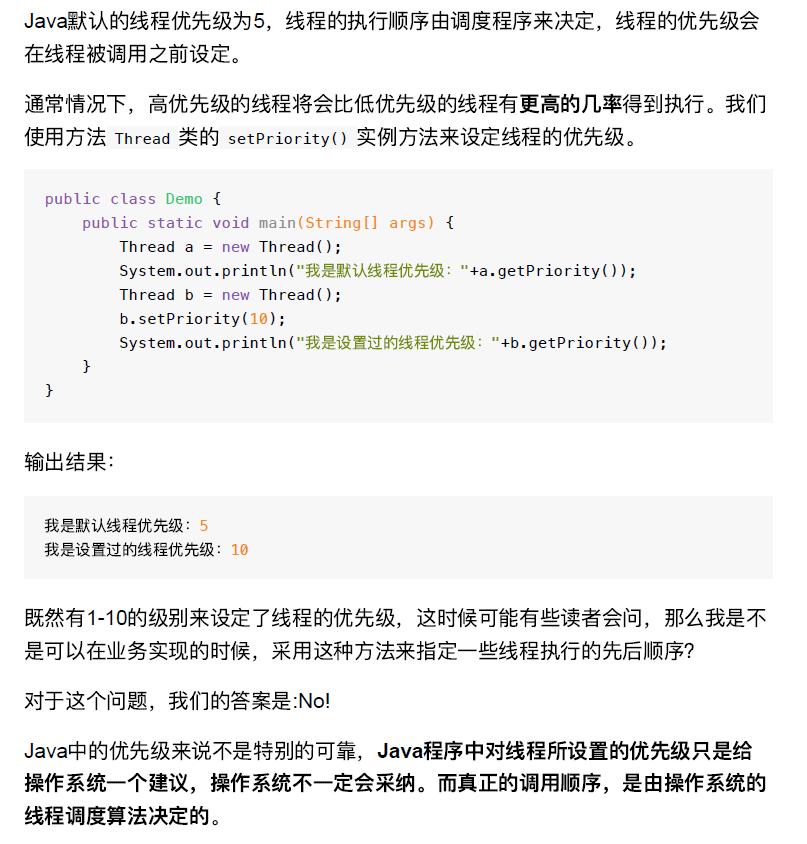 Java默认的线程优先级为5，线程的执行顺序由调度程序来决定，线程的优先级会
在线程被调用之前设定。
通常情况下，高优先级的线程将会比低优先级的线程有更高的几率得到执行。我们
使用方法 Thread 类的 setPriority() 实例方法来设定线程的优先级。
public class Demo {
    public static void main(String[] args) {
        Thread a = new Thread();
        System.out.println("我是默认线程优先级："+a.getPriority());
        Thread b = new Thread();
        b.setPriority(10);
        System.out.println("我是设置过的线程优先级："+b.getPriority());
    }
}
输出结果：
我是默认线程优先级：5
我是设置过的线程优先级：10
既然有1-10的级别来设定了线程的优先级，这时候可能有些读者会问，那么我是不
是可以在业务实现的时候，采用这种方法来指定一些线程执行的先后顺序？
对于这个问题，我们的答案是:No!
Java中的优先级来说不是特别的可靠，Java程序中对线程所设置的优先级只是给
操作系统一个建议，操作系统不一定会采纳。而真正的调用顺序，是由操作系统的
线程调度算法决定的。